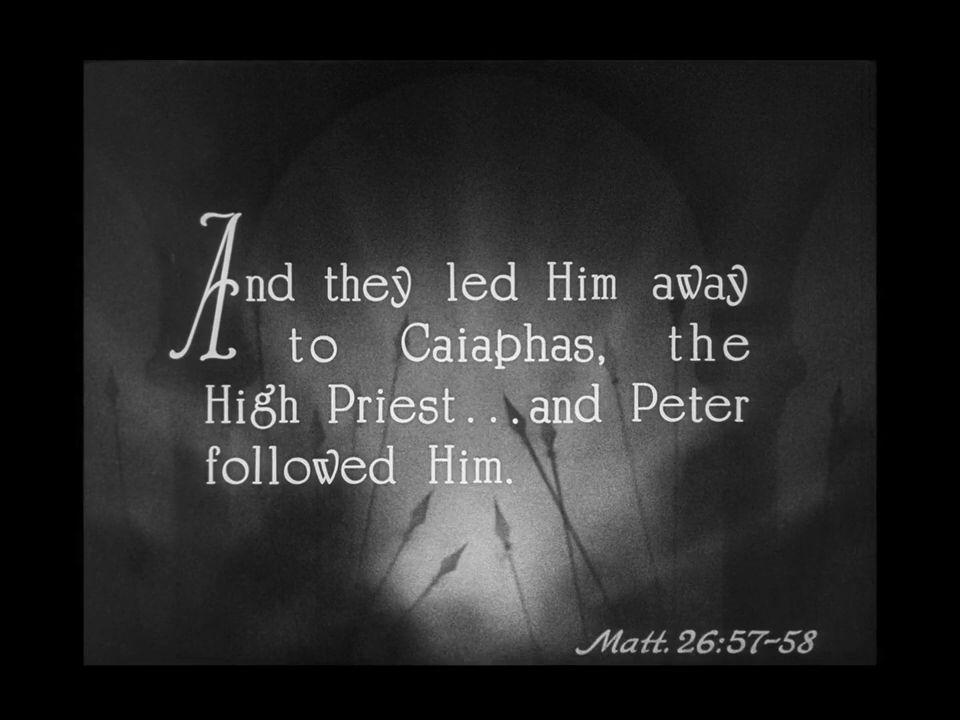 And they led Him away
to Caiaphas, the
High Priest...and Peter
followed Him.
Matt. 26:57-58